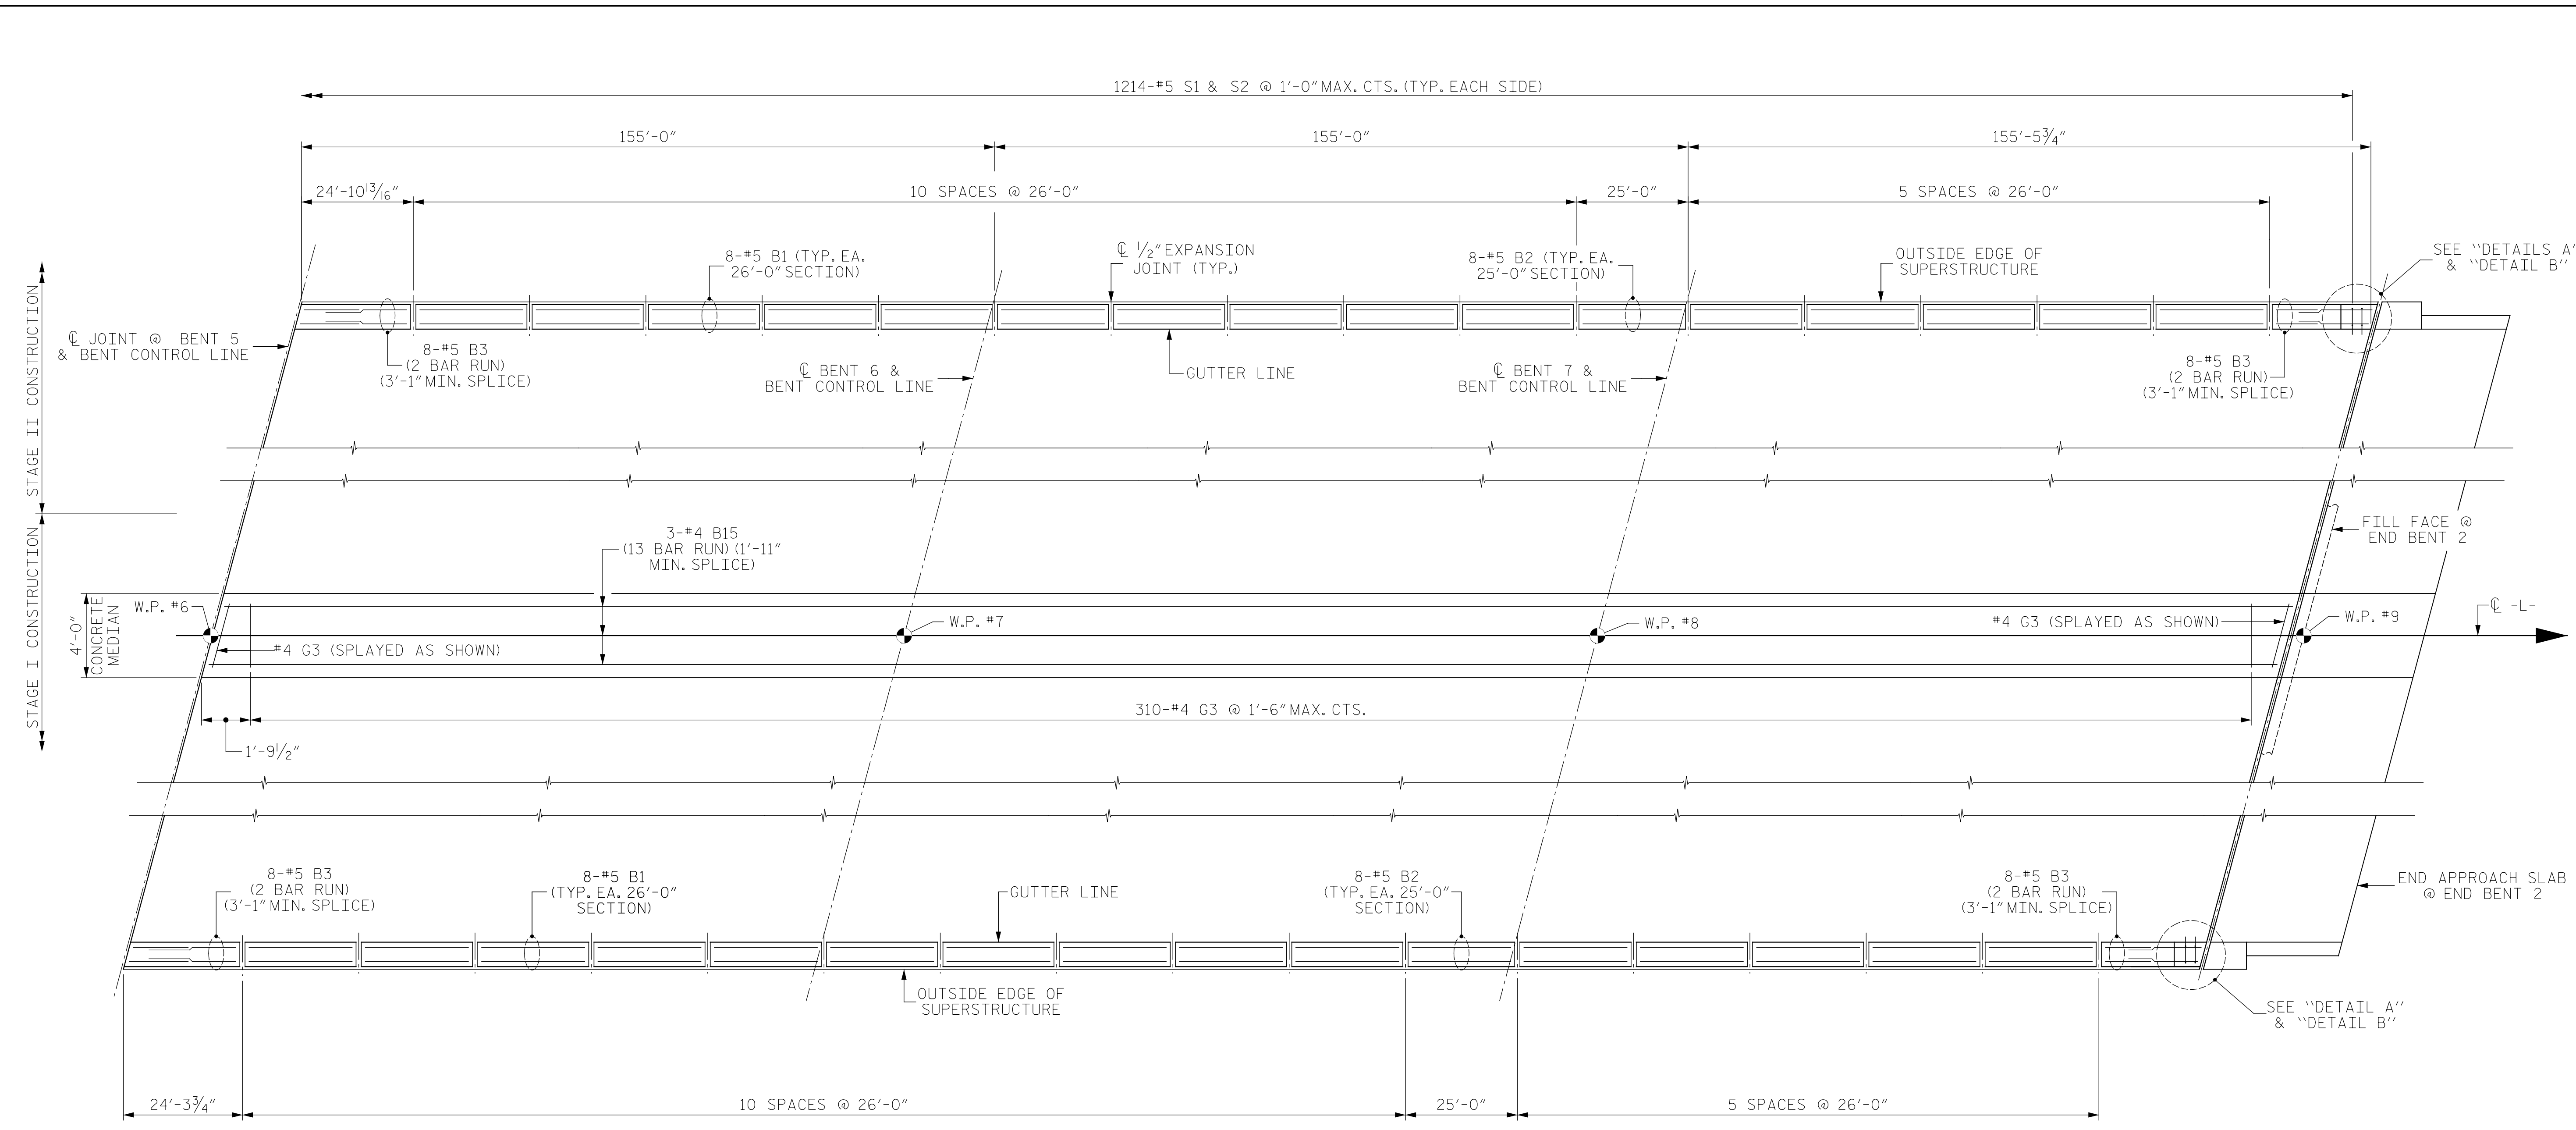 1214-#5 S1 & S2 @ 1'-0" MAX. CTS. (TYP. EACH SIDE)
155'-0"
155'-0"
155'-5 3/4"
24'-10 13/16"
10 SPACES @ 26'-0"
25'-0"
5 SPACES @ 26'-0"
8-#5 B1 (TYP. EA.
26'-0" SECTION)
℄ 1/2" EXPANSION
JOINT (TYP.)
8-#5 B2 (TYP. EA.
25'-0" SECTION)
OUTSIDE EDGE OF
SUPERSTRUCTURE
SEE ``DETAILS A''
& ``DETAIL B''
STAGE II CONSTRUCTION
℄ JOINT @ BENT 5
& BENT CONTROL LINE
8-#5 B3
(2 BAR RUN)
(3'-1" MIN. SPLICE)
℄ BENT 6 &
BENT CONTROL LINE
GUTTER LINE
℄ BENT 7 &
BENT CONTROL LINE
8-#5 B3
(2 BAR RUN)
(3'-1" MIN. SPLICE)
STAGE I CONSTRUCTION
3-#4 B15
(13 BAR RUN) (1'-11"
MIN. SPLICE)
FILL FACE @
END BENT 2
4'-0"
CONCRETE
MEDIAN
W.P. #6
W.P. #7
W.P. #8
#4 G3 (SPLAYED AS SHOWN)
W.P. #9
℄ -L-
#4 G3 (SPLAYED AS SHOWN)
310-#4 G3 @ 1'-6" MAX. CTS.
1'-9 1/2"
8-#5 B3
(2 BAR RUN)
(3'-1" MIN. SPLICE)
8-#5 B1
(TYP. EA. 26'-0"
SECTION)
GUTTER LINE
8-#5 B2
(TYP. EA. 25'-0"
SECTION)
8-#5 B3
(2 BAR RUN)
(3'-1" MIN. SPLICE)
END APPROACH SLAB
@ END BENT 2
OUTSIDE EDGE OF
SUPERSTRUCTURE
SEE ``DETAIL A''
& ``DETAIL B''
24'-3 3/4"
10 SPACES @ 26'-0"
25'-0"
5 SPACES @ 26'-0"